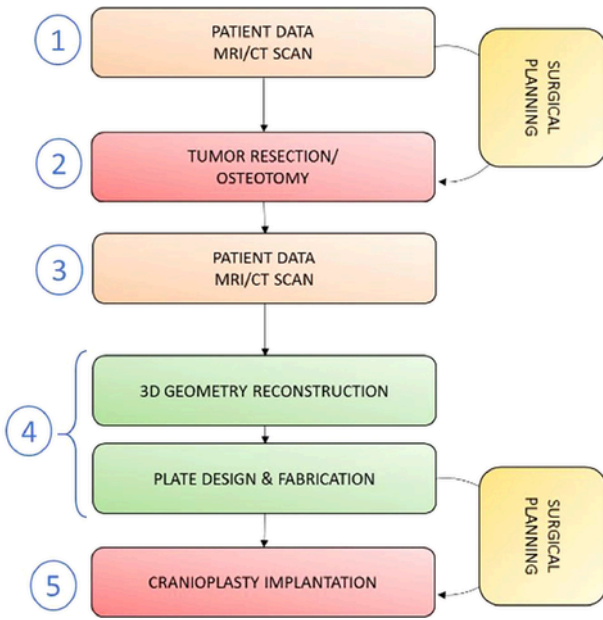 1
PATIENT DATA
MRI/CT SCAN
SURGICAL
PLANNING
2
TUMOR RESECTION/
OSTEOTOMY
3
PATIENT DATA
MRI/CT SCAN
4
3D GEOMETRY RECONSTRUCTION
PLATE DESIGN & FABRICATION
SURGICAL
PLANNING
5
CRANIOPLASTY IMPLANTATION